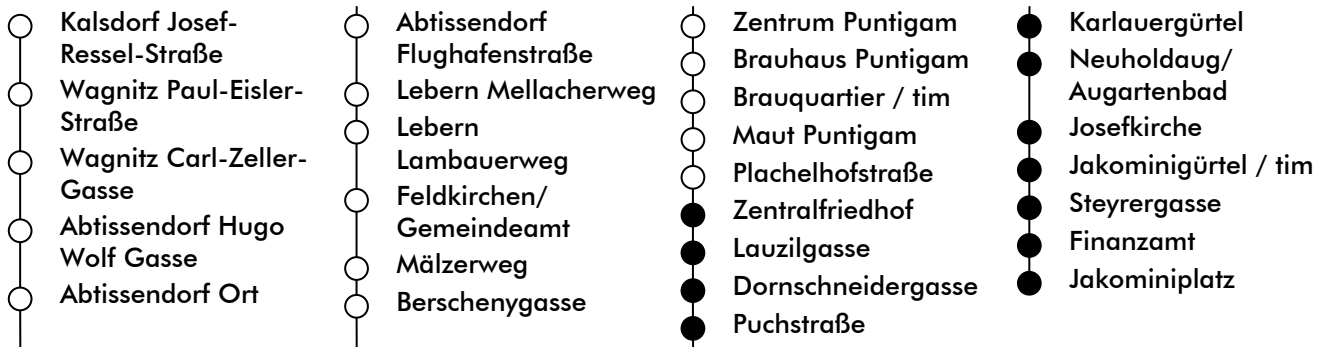 Kalsdorf Josef-
Ressel-Straße
Wagnitz Paul-Eisler-
Straße
Wagnitz Carl-Zeller-
Gasse
Abtissendorf Hugo
Wolf Gasse
Abtissendorf Ort
Abtissendorf
Flughafenstraße
Lebern Mellacherweg
Lebern
Lambauerweg
Feldkirchen/
Gemeindeamt
Mälzerweg
Berschenygasse
Zentrum Puntigam
Brauhaus Puntigam
Brauquartier / tim
Maut Puntigam
Plachelhofstraße
Zentralfriedhof
Lauzilgasse
Dornschneidergasse
Puchstraße
Karlauergürtel
Neuholdaug/
Augartenbad
Josefkirche
Jakominigürtel / tim
Steyrergasse
Finanzamt
Jakominiplatz